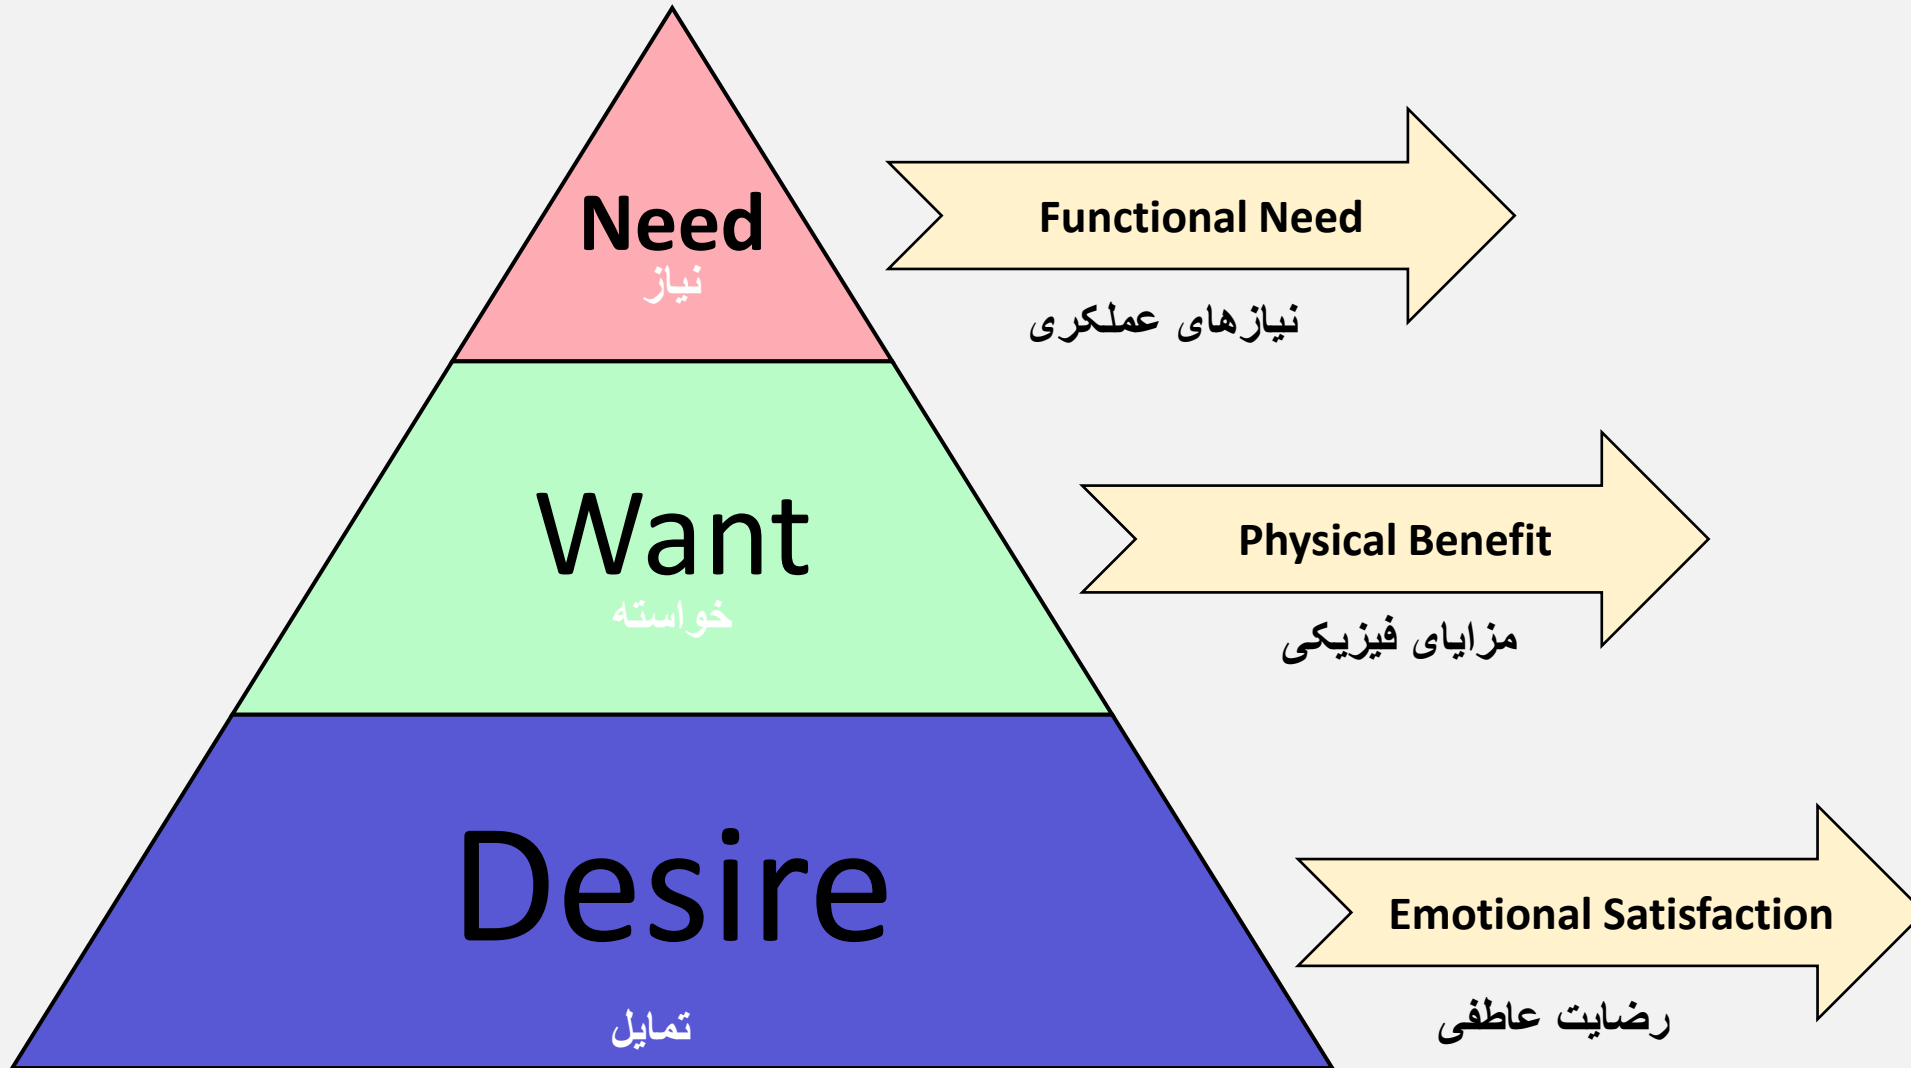 Need
نیاز
Functional Need
نیازهای عملکری
Want
خواسته
Physical Benefit
مزایای فیزیکی
Desire
تمایل
Emotional Satisfaction
رضایت عاطفی